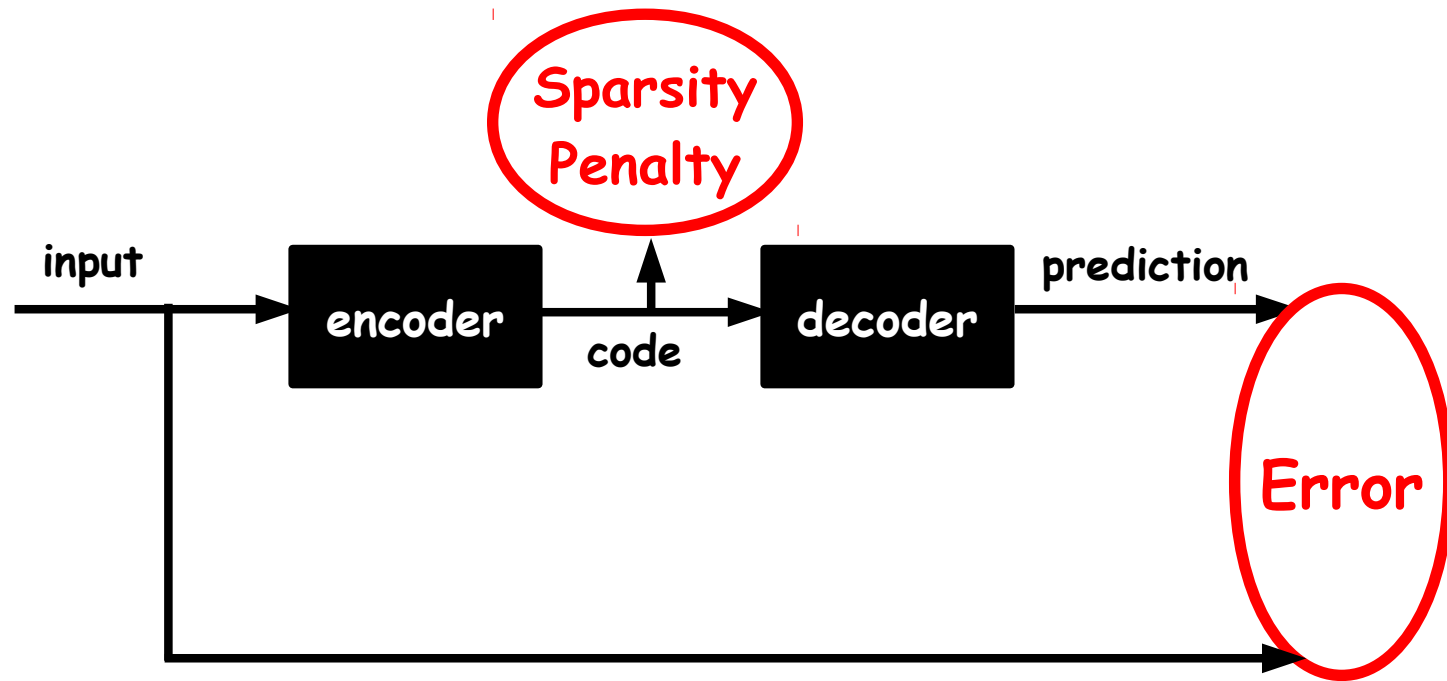 Sparsity
Penalty
input
encoder
code
decoder
prediction
Error